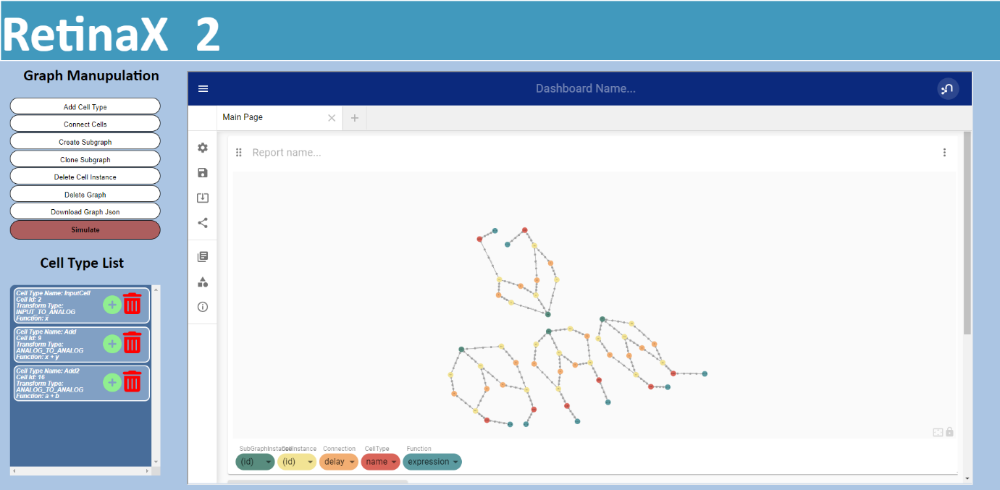 RetinaX 2
Graph Manupulation
Add Cell Type
Connect Cells
Create Subgraph
Clone Subgraph
Delete Cell Instance
Delete Graph
Download Graph Json
Simulate
Cell Type List
Cell Type Name: InputCell
Cell Id: 2
Transform Type:
INPUT_TO_ANALOG
Function: x
Cell Type Name: Add
Cell Id: 9
Transform Type:
ANALOG_TO_ANALOG
Function: x + y
Cell Type Name: Add2
Cell Id: 16
Transform Type:
ANALOG_TO_ANALOG
Function: a + b
Dashboard Name...
Main Page
Report name...
SubGraphInstance CellInstance Connection CellType Function
(id) (id) delay name expression